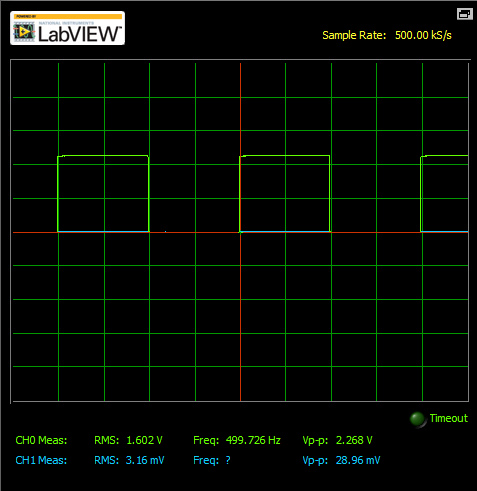 POWERED BY
NATIONAL INSTRUMENTS
LabVIEW™
Sample Rate: 500.00 kS/s
Timeout
CH0 Meas: RMS: 1.602 V Freq: 499.726 Hz Vp-p: 2.268 V
CH1 Meas: RMS: 3.16 mV Freq: ? Vp-p: 28.96 mV